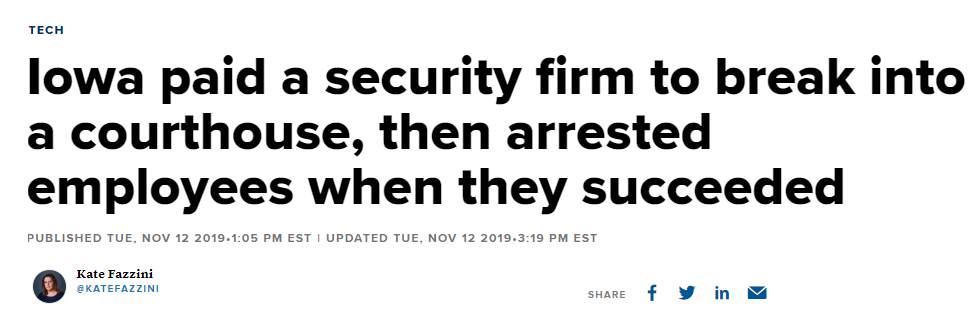 TECH
Iowa paid a security firm to break into
a courthouse, then arrested
employees when they succeeded
PUBLISHED TUE, NOV 12 2019•1:05 PM EST | UPDATED TUE, NOV 12 2019•3:19 PM EST
Kate Fazzini
@KATEFAZZINI
SHARE